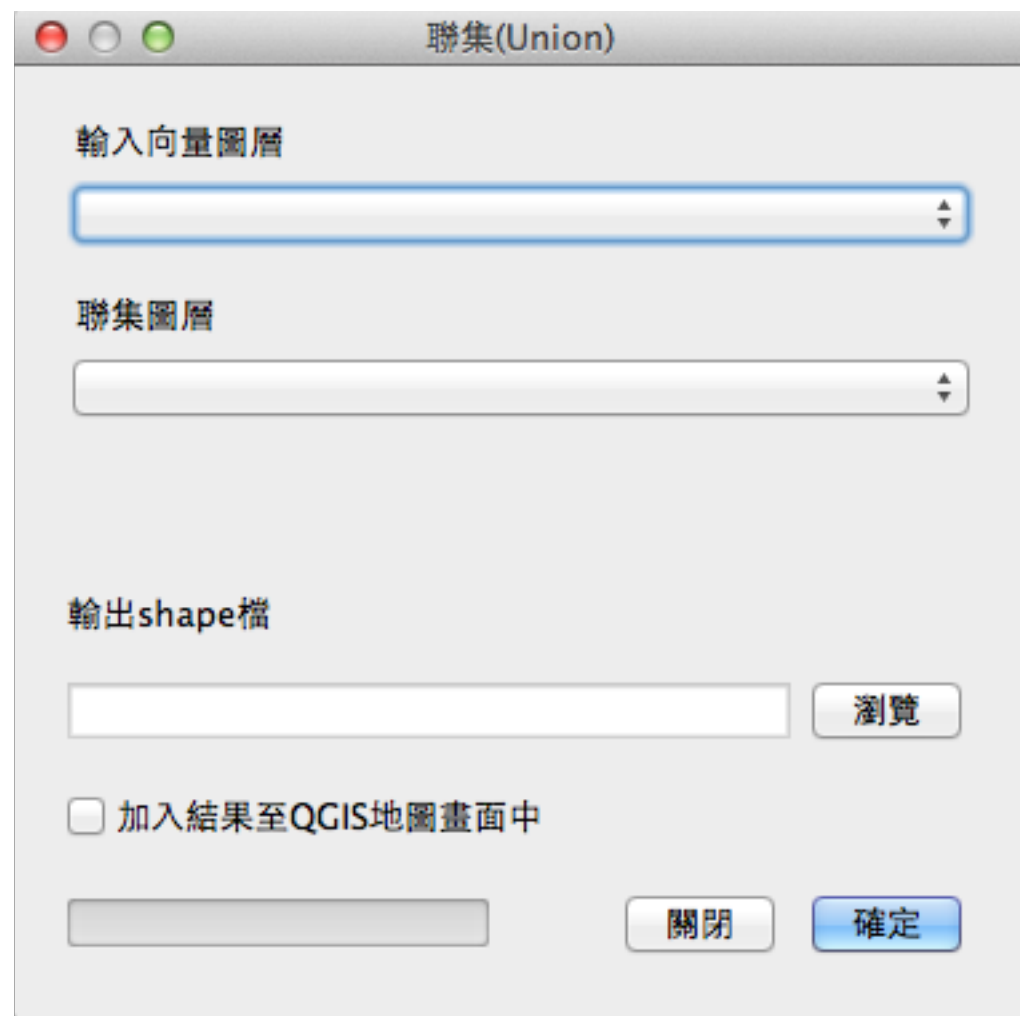 聯集(Union)
輸入向量圖層
聯集圖層
輸出shape檔
瀏覽
加入結果至QGIS地圖畫面中
關閉 確定